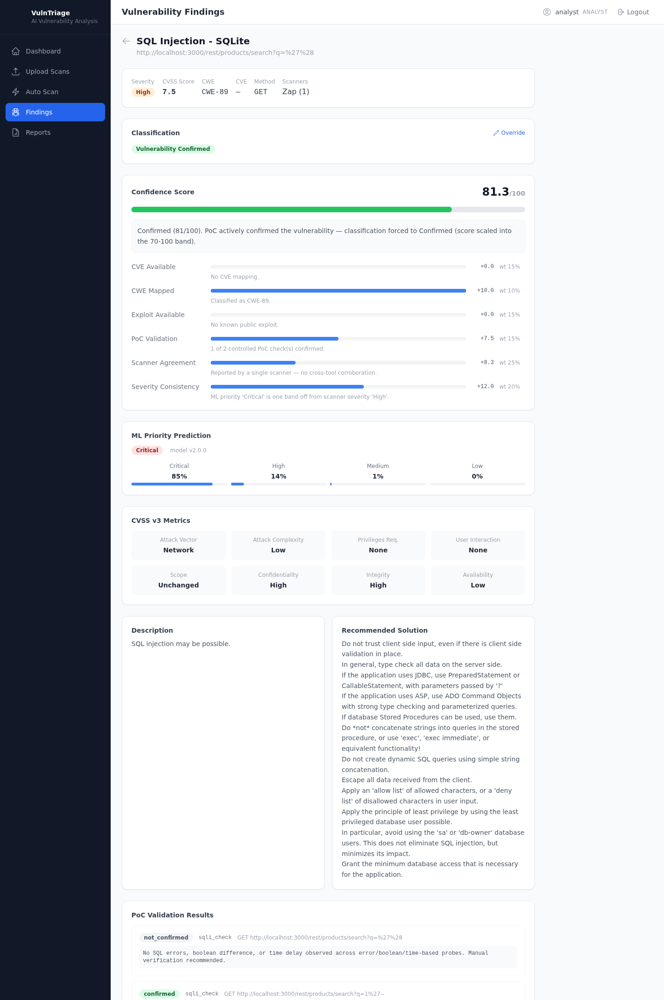 VulnTriage
AI Vulnerability Analysis
Dashboard
Upload Scans
Auto Scan
Findings
Reports
Vulnerability Findings
analyst ANALYST Logout
SQL Injection - SQLite
http://localhost:3000/rest/products/search?q=%27%28
Severity CVSS Score CWE CVE Method Scanners
High 7.5 CWE-89 — GET Zap (1)
Classification Override
Vulnerability Confirmed
Confidence Score 81.3/100
Confirmed (81/100). PoC actively confirmed the vulnerability — classification forced to Confirmed (score scaled into
the 70-100 band).
CVE Available +0.0 wt 15%
No CVE mapping.
CWE Mapped +10.0 wt 10%
Classified as CWE-89.
Exploit Available +0.0 wt 15%
No known public exploit.
PoC Validation +7.5 wt 15%
1 of 2 controlled PoC check(s) confirmed.
Scanner Agreement +8.3 wt 25%
Reported by a single scanner — no cross-tool corroboration.
Severity Consistency +12.0 wt 20%
ML priority 'Critical' is one band off from scanner severity 'High'.
ML Priority Prediction
Critical model v2.0.0
Critical High Medium Low
85% 14% 1% 0%
CVSS v3 Metrics
Attack Vector Attack Complexity Privileges Req. User Interaction
Network Low None None
Scope Confidentiality Integrity Availability
Unchanged High High Low
Description
SQL injection may be possible.
Recommended Solution
Do not trust client side input, even if there is client side
validation in place.
In general, type check all data on the server side.
If the application uses JDBC, use PreparedStatement or
CallableStatement, with parameters passed by '?'
If the application uses ASP, use ADO Command Objects
with strong type checking and parameterized queries.
If database Stored Procedures can be used, use them.
Do *not* concatenate strings into queries in the stored
procedure, or use 'exec', 'exec immediate', or
equivalent functionality!
Do not create dynamic SQL queries using simple string
concatenation.
Escape all data received from the client.
Apply an 'allow list' of allowed characters, or a 'deny
list' of disallowed characters in user input.
Apply the principle of least privilege by using the least
privileged database user possible.
In particular, avoid using the 'sa' or 'db-owner' database
users. This does not eliminate SQL injection, but
minimizes its impact.
Grant the minimum database access that is necessary
for the application.
PoC Validation Results
not_confirmed sqli_check GET http://localhost:3000/rest/products/search?q=%27%28
No SQL errors, boolean difference, or time delay observed across error/boolean/time-based probes. Manual
verification recommended.
confirmed sqli_check GET http://localhost:3000/rest/products/search?q=1%27--